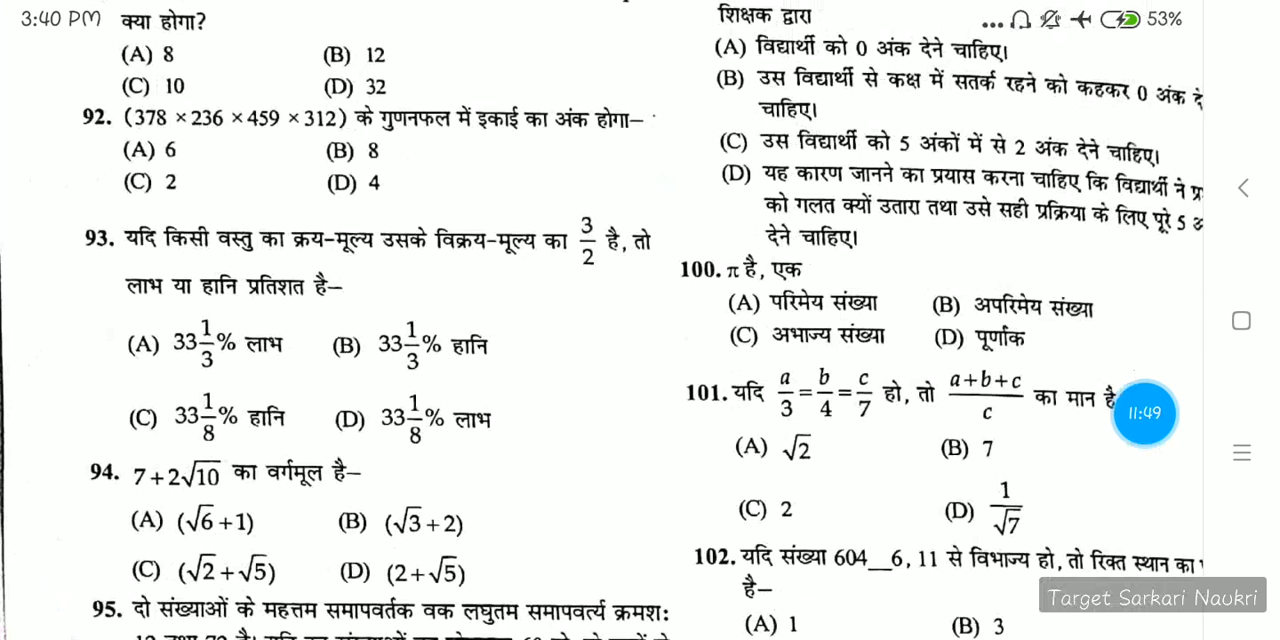 3:40 PM
53%
क्या होगा?
(A) 8 (B) 12
(C) 10 (D) 32
92. (378 × 236 × 459 × 312) के गुणनफल में इकाई का अंक होगा–
(A) 6 (B) 8
(C) 2 (D) 4
93. यदि किसी वस्तु का क्रय-मूल्य उसके विक्रय-मूल्य का 3/2 है, तो
लाभ या हानि प्रतिशत है–
(A) 33 1/3% लाभ (B) 33 1/3% हानि
(C) 33 1/8% हानि (D) 33 1/8% लाभ
94. 7+2√10 का वर्गमूल है–
(A) (√6+1) (B) (√3+2)
(C) (√2+√5) (D) (2+√5)
95. दो संख्याओं के महत्तम समापवर्तक वक लघुतम समापवर्त्य क्रमशः
शिक्षक द्वारा
(A) विद्यार्थी को 0 अंक देने चाहिए।
(B) उस विद्यार्थी से कक्ष में सतर्क रहने को कहकर 0 अंक दे
चाहिए।
(C) उस विद्यार्थी को 5 अंकों में से 2 अंक देने चाहिए।
(D) यह कारण जानने का प्रयास करना चाहिए कि विद्यार्थी ने प्र
को गलत क्यों उतारा तथा उसे सही प्रक्रिया के लिए पूरे 5 अ
देने चाहिए।
100. π है, एक
(A) परिमेय संख्या (B) अपरिमेय संख्या
(C) अभाज्य संख्या (D) पूर्णांक
101. यदि a/3 = b/4 = c/7 हो, तो (a+b+c)/c का मान है
11:49
(A) √2 (B) 7
(C) 2 (D) 1/√7
102. यदि संख्या 604__6, 11 से विभाज्य हो, तो रिक्त स्थान का
है–
(A) 1 (B) 3
Target Sarkari Naukri